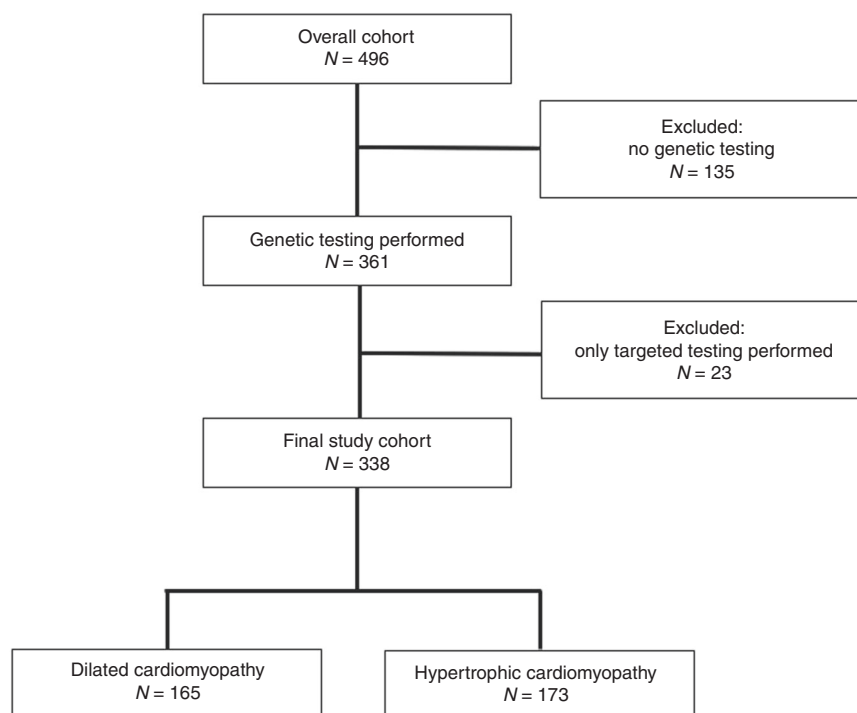 Overall cohort
N = 496
Excluded:
no genetic testing
N = 135
Genetic testing performed
N = 361
Excluded:
only targeted testing performed
N = 23
Final study cohort
N = 338
Dilated cardiomyopathy
N = 165
Hypertrophic cardiomyopathy
N = 173